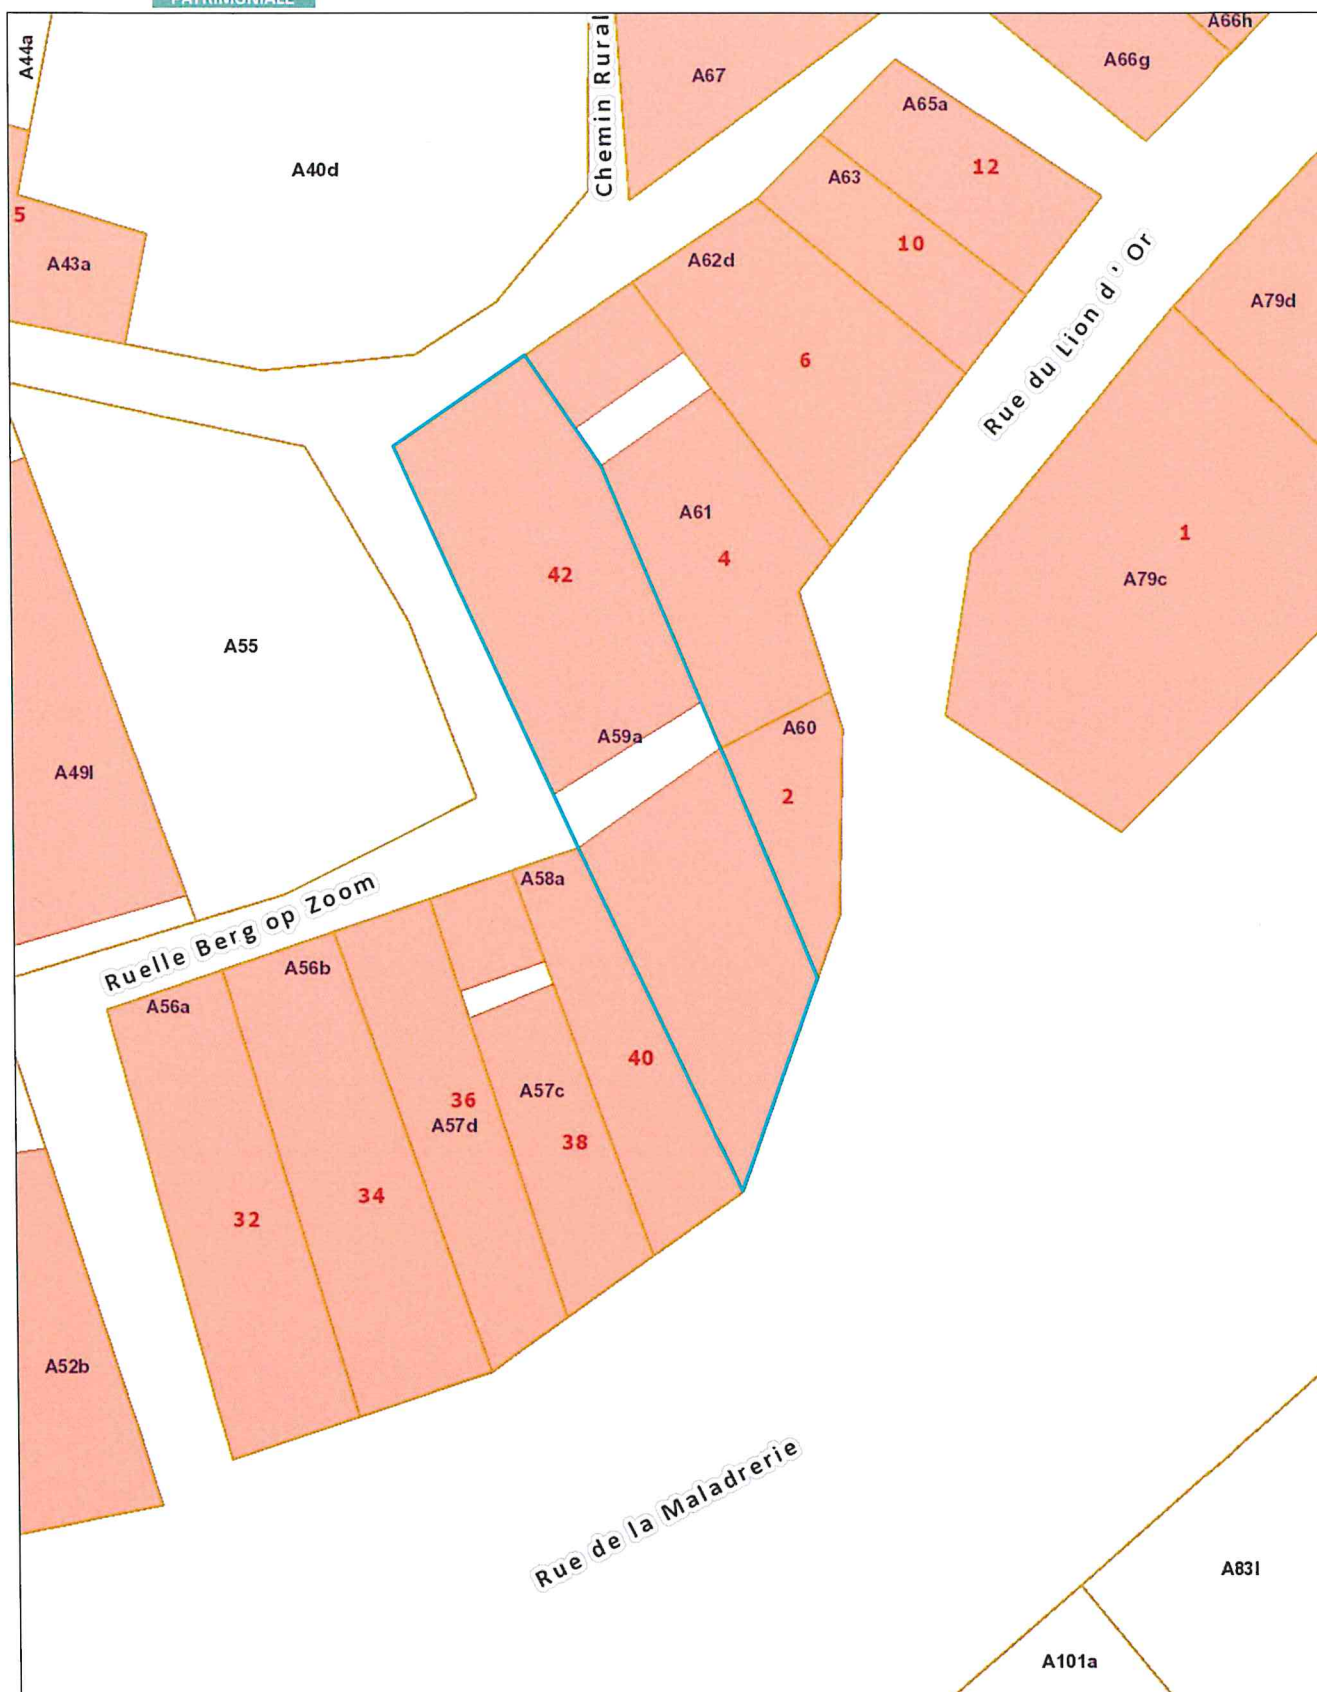 PATRIMONIALE
A44a
Chemin Rural
A66h
A67
A66g
A65a
A40d
12
A63
5
10
A43a
A62d
Rue du Lion d ' Or
A79d
6
A61
1
4
42
A79c
A55
A60
A59a
A49l
2
A58a
Ruelle Berg op Zoom
A56b
A56a
40
A57c
36
A57d
38
34
32
A52b
Rue de la Maladrerie
A83l
A101a